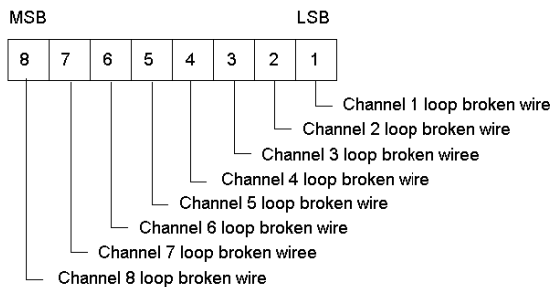 MSB LSB
8 7 6 5 4 3 2 1
Channel 1 loop broken wire
Channel 2 loop broken wire
Channel 3 loop broken wiree
Channel 4 loop broken wire
Channel 5 loop broken wire
Channel 6 loop broken wire
Channel 7 loop broken wiree
Channel 8 loop broken wire